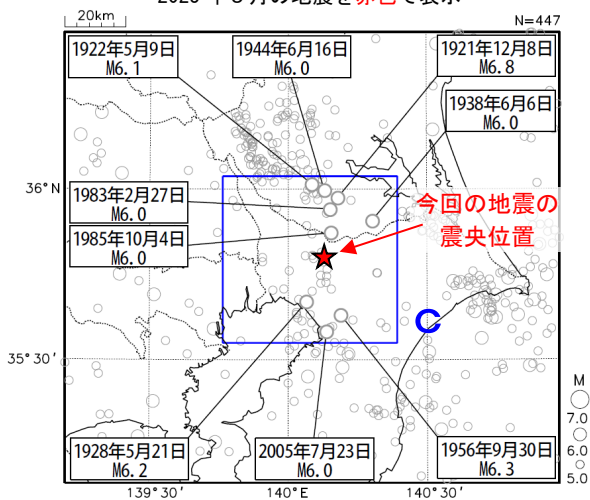 20km
N=447
1922年5月9日
M6.1
1944年6月16日
M6.0
1921年12月8日
M6.8
1938年6月6日
M6.0
36°N
1983年2月27日
M6.0
今回の地震の
震央位置
1985年10月4日
M6.0
C
35°30′
M
7.0
6.0
5.0
1928年5月21日
M6.2
2005年7月23日
M6.0
1956年9月30日
M6.3
139°30′
140°E
140°30′